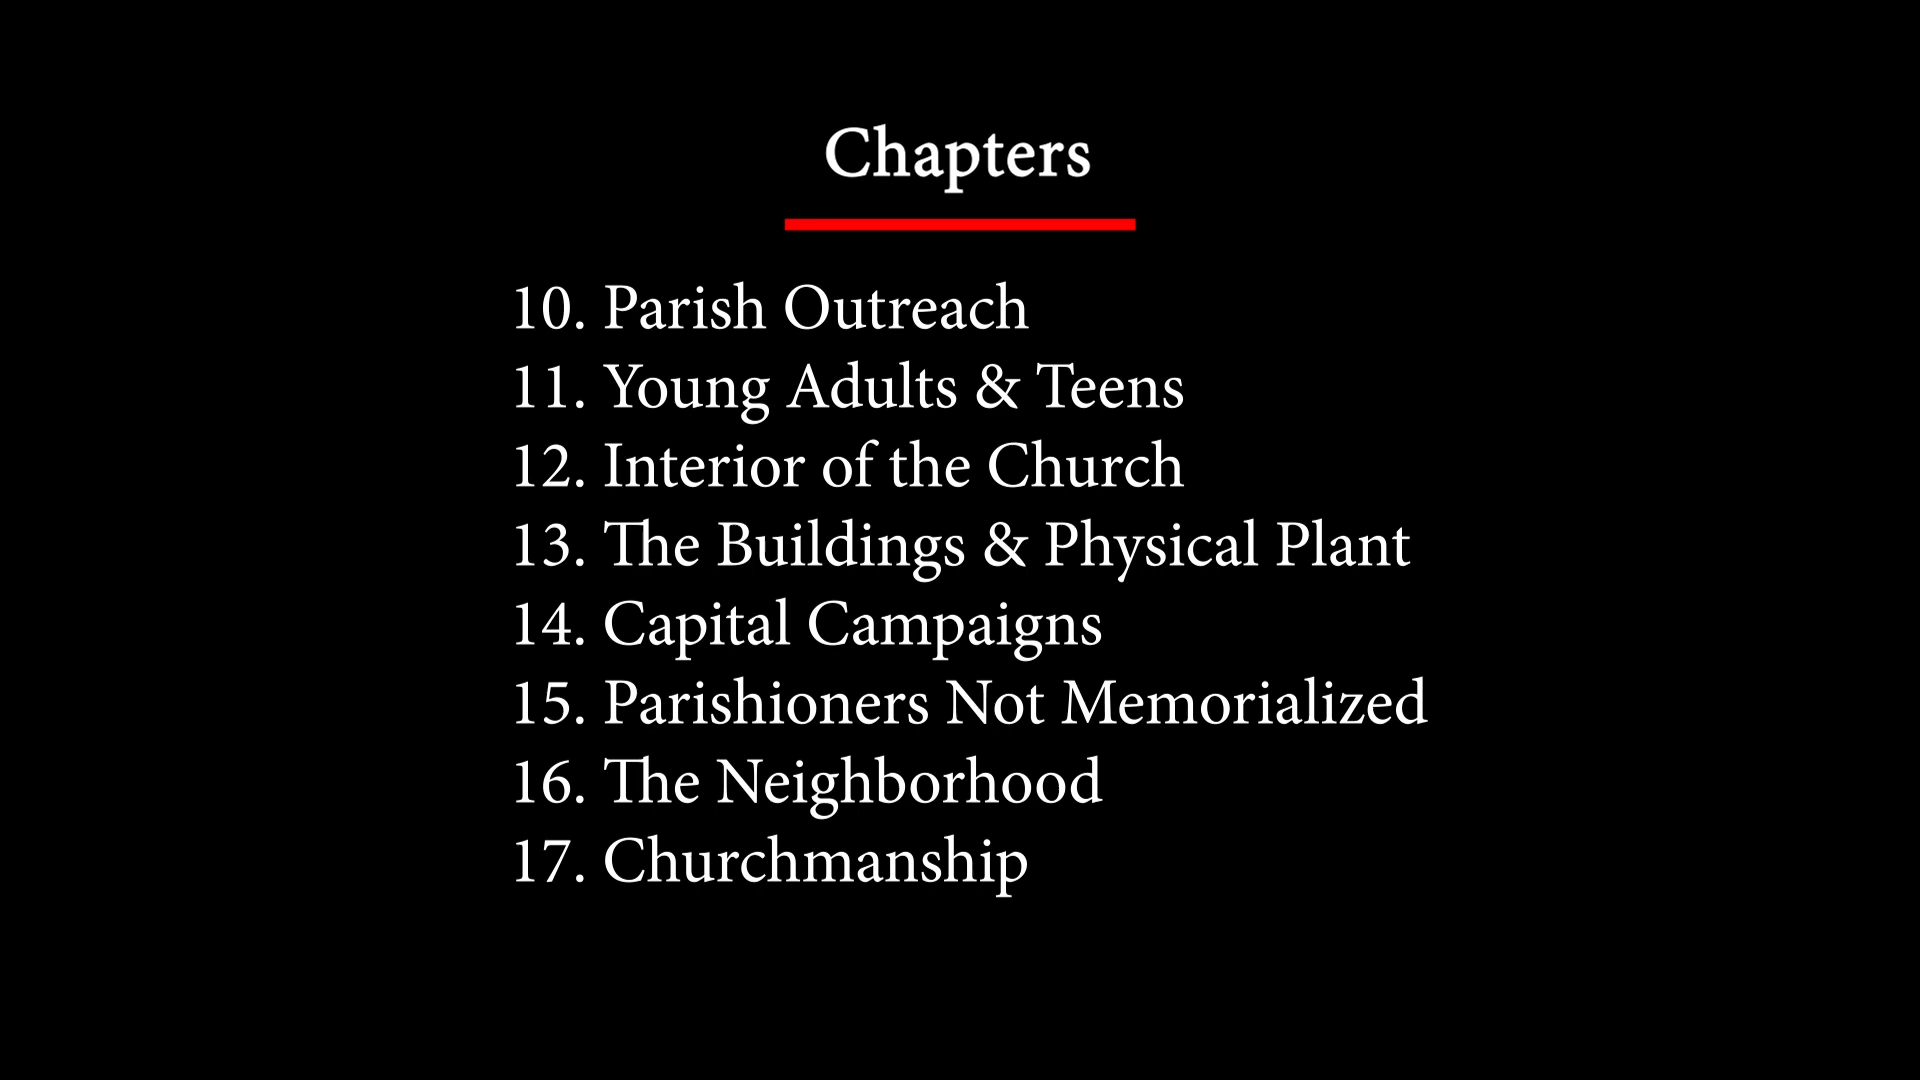 Chapters
10. Parish Outreach
11. Young Adults & Teens
12. Interior of the Church
13. The Buildings & Physical Plant
14. Capital Campaigns
15. Parishioners Not Memorialized
16. The Neighborhood
17. Churchmanship